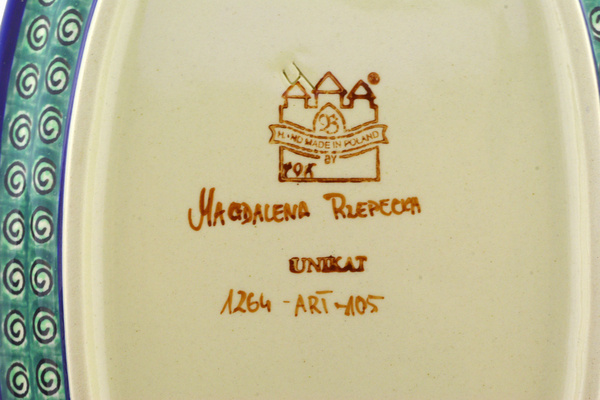 ®
HAND MADE IN POLAND
BY
MAGDALENA RZEPECKA
UNIKAT
1264-ART-105